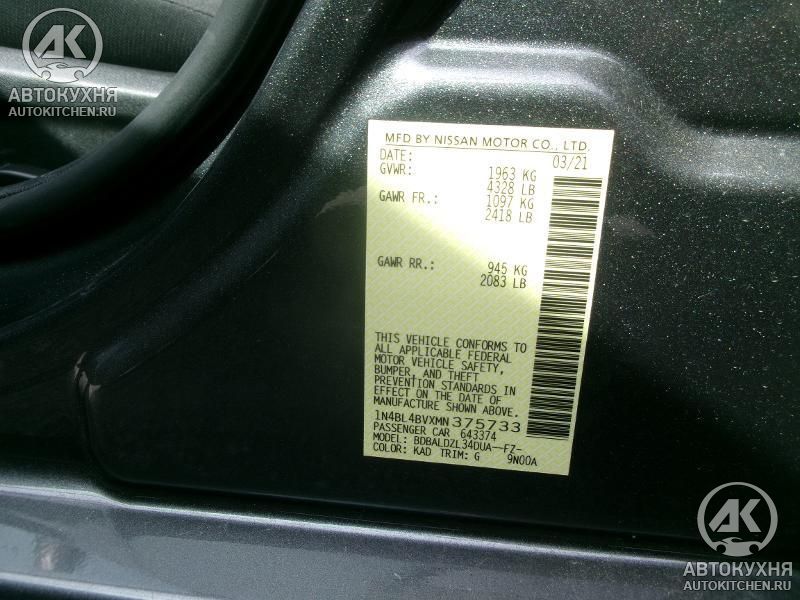 AK
АВТОКУХНЯ
AUTOKITCHEN.RU
MFD BY NISSAN MOTOR CO., LTD.
DATE: 03/21
GVWR: 1963 KG
4328 LB
GAWR FR.: 1097 KG
2418 LB
GAWR RR.: 945 KG
2083 LB
THIS VEHICLE CONFORMS TO
ALL APPLICABLE FEDERAL
MOTOR VEHICLE SAFETY,
BUMPER, AND THEFT
PREVENTION STANDARDS IN
EFFECT ON THE DATE OF
MANUFACTURE SHOWN ABOVE.
1N4BL4BVXMN375733
PASSENGER CAR 643374
MODEL: BDBALDZL34DUA--FZ-
COLOR: KAD TRIM: G 9N00A
AK
АВТОКУХНЯ
AUTOKITCHEN.RU